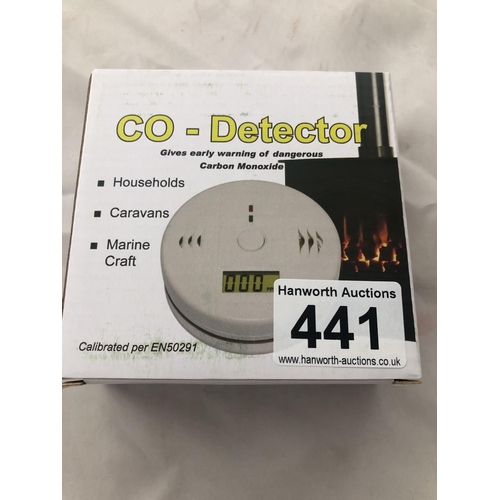 CO - Detector
Gives early warning of dangerous
Carbon Monoxide
■ Households
■ Caravans
■ Marine
Craft
000
Calibrated per EN50291
Hanworth Auctions
441
www.hanworth-auctions.co.uk